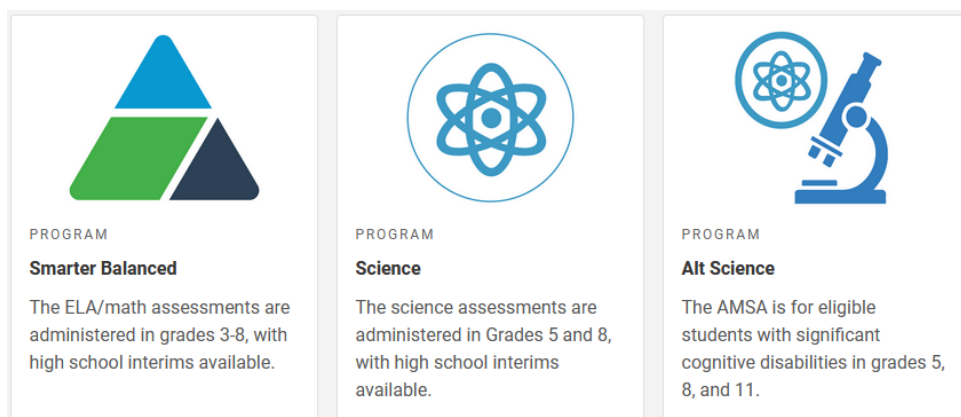 PROGRAM
Smarter Balanced
The ELA/math assessments are
administered in grades 3-8, with
high school interims available.
PROGRAM
Science
The science assessments are
administered in Grades 5 and 8,
with high school interims
available.
PROGRAM
Alt Science
The AMSA is for eligible
students with significant
cognitive disabilities in grades 5,
8, and 11.